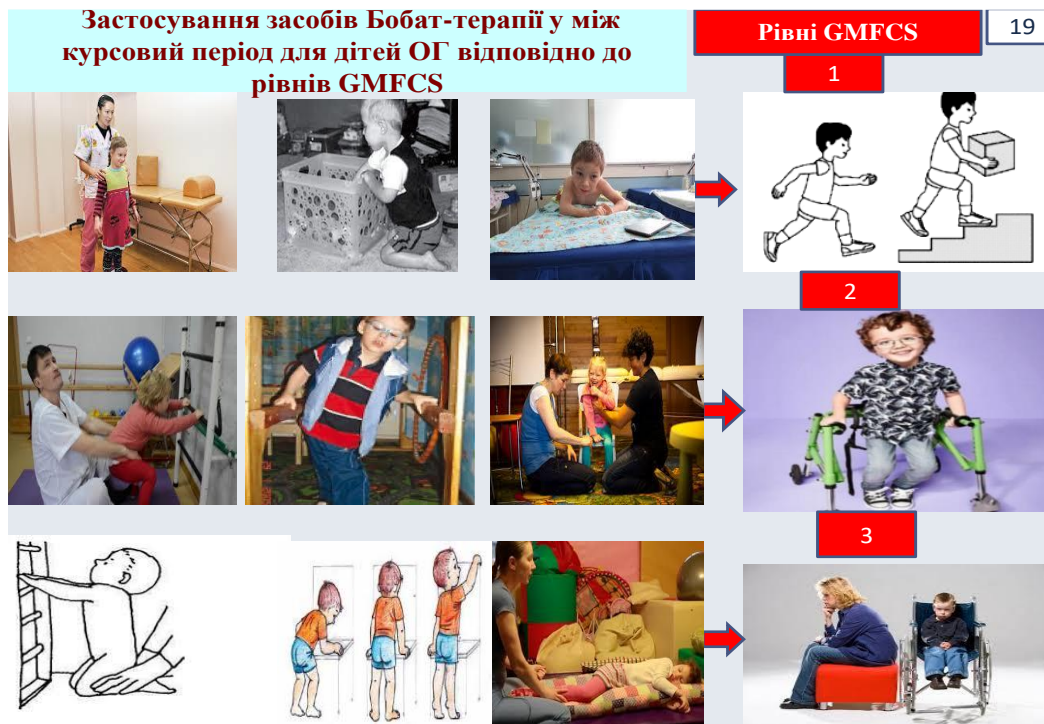 Застосування засобів Бобат-терапії у між
курсовий період для дітей ОГ відповідно до
рівнів GMFCS
Рівні GMFCS
19
1
2
3